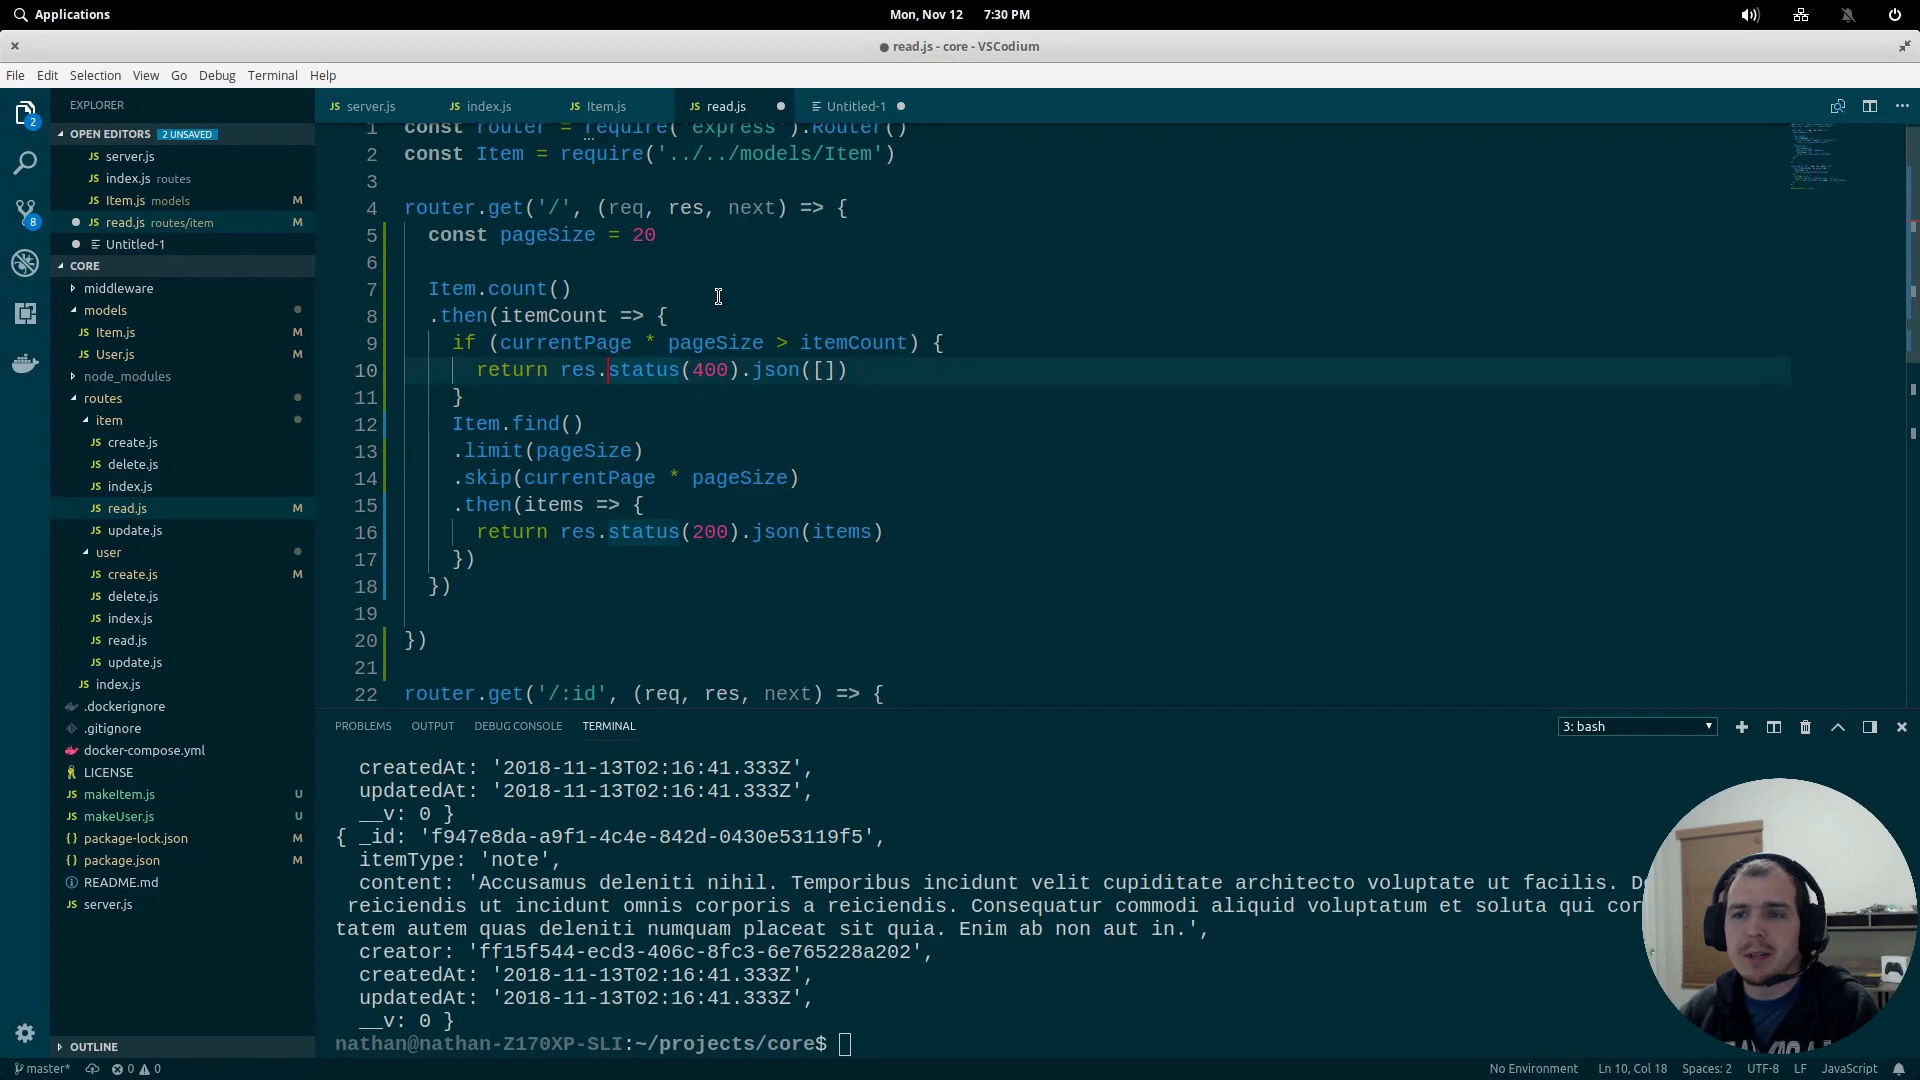 Applications
Mon, Nov 12 7:30 PM
● read.js - core - VSCodium
File Edit Selection View Go Debug Terminal Help
EXPLORER
OPEN EDITORS 2 UNSAVED
JS server.js
JS index.js routes
JS Item.js models M
JS read.js routes/item M
Untitled-1
CORE
middleware
models
JS Item.js M
JS User.js M
node_modules
routes
item
JS create.js
JS delete.js
JS index.js
JS read.js M
JS update.js
user
JS create.js M
JS delete.js
JS index.js
JS read.js
JS update.js
JS index.js
.dockerignore
.gitignore
docker-compose.yml
LICENSE
JS makeItem.js U
JS makeUser.js U
{ } package-lock.json M
{ } package.json M
README.md
JS server.js
OUTLINE
2
8
JS server.js JS index.js JS Item.js JS read.js Untitled-1
1 const router = require('express').Router()
2 const Item = require('../../models/Item')
3
4 router.get('/', (req, res, next) => {
5 const pageSize = 20
6
7 Item.count()
8 .then(itemCount => {
9 if (currentPage * pageSize > itemCount) {
10 return res.status(400).json([])
11 }
12 Item.find()
13 .limit(pageSize)
14 .skip(currentPage * pageSize)
15 .then(items => {
16 return res.status(200).json(items)
17 })
18 })
19
20 })
21
22 router.get('/:id', (req, res, next) => {
PROBLEMS OUTPUT DEBUG CONSOLE TERMINAL 3: bash
createdAt: '2018-11-13T02:16:41.333Z',
updatedAt: '2018-11-13T02:16:41.333Z',
__v: 0 }
{ _id: 'f947e8da-a9f1-4c4e-842d-0430e53119f5',
itemType: 'note',
content: 'Accusamus deleniti nihil. Temporibus incidunt velit cupiditate architecto voluptate ut facilis.
reiciendis ut incidunt omnis corporis a reiciendis. Consequatur commodi aliquid voluptatum et soluta qui
tatem autem quas deleniti numquam placeat sit quia. Enim ab non aut in.',
creator: 'ff15f544-ecd3-406c-8fc3-6e765228a202',
createdAt: '2018-11-13T02:16:41.333Z',
updatedAt: '2018-11-13T02:16:41.333Z',
__v: 0 }
nathan@nathan-Z170XP-SLI:~/projects/core$
master* 0 0 No Environment Ln 10, Col 18 Spaces: 2 UTF-8 LF JavaScript